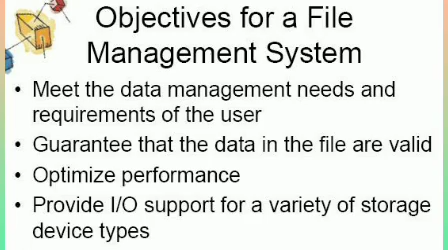 Objectives for a File
Management System
• Meet the data management needs and
requirements of the user
• Guarantee that the data in the file are valid
• Optimize performance
• Provide I/O support for a variety of storage
device types